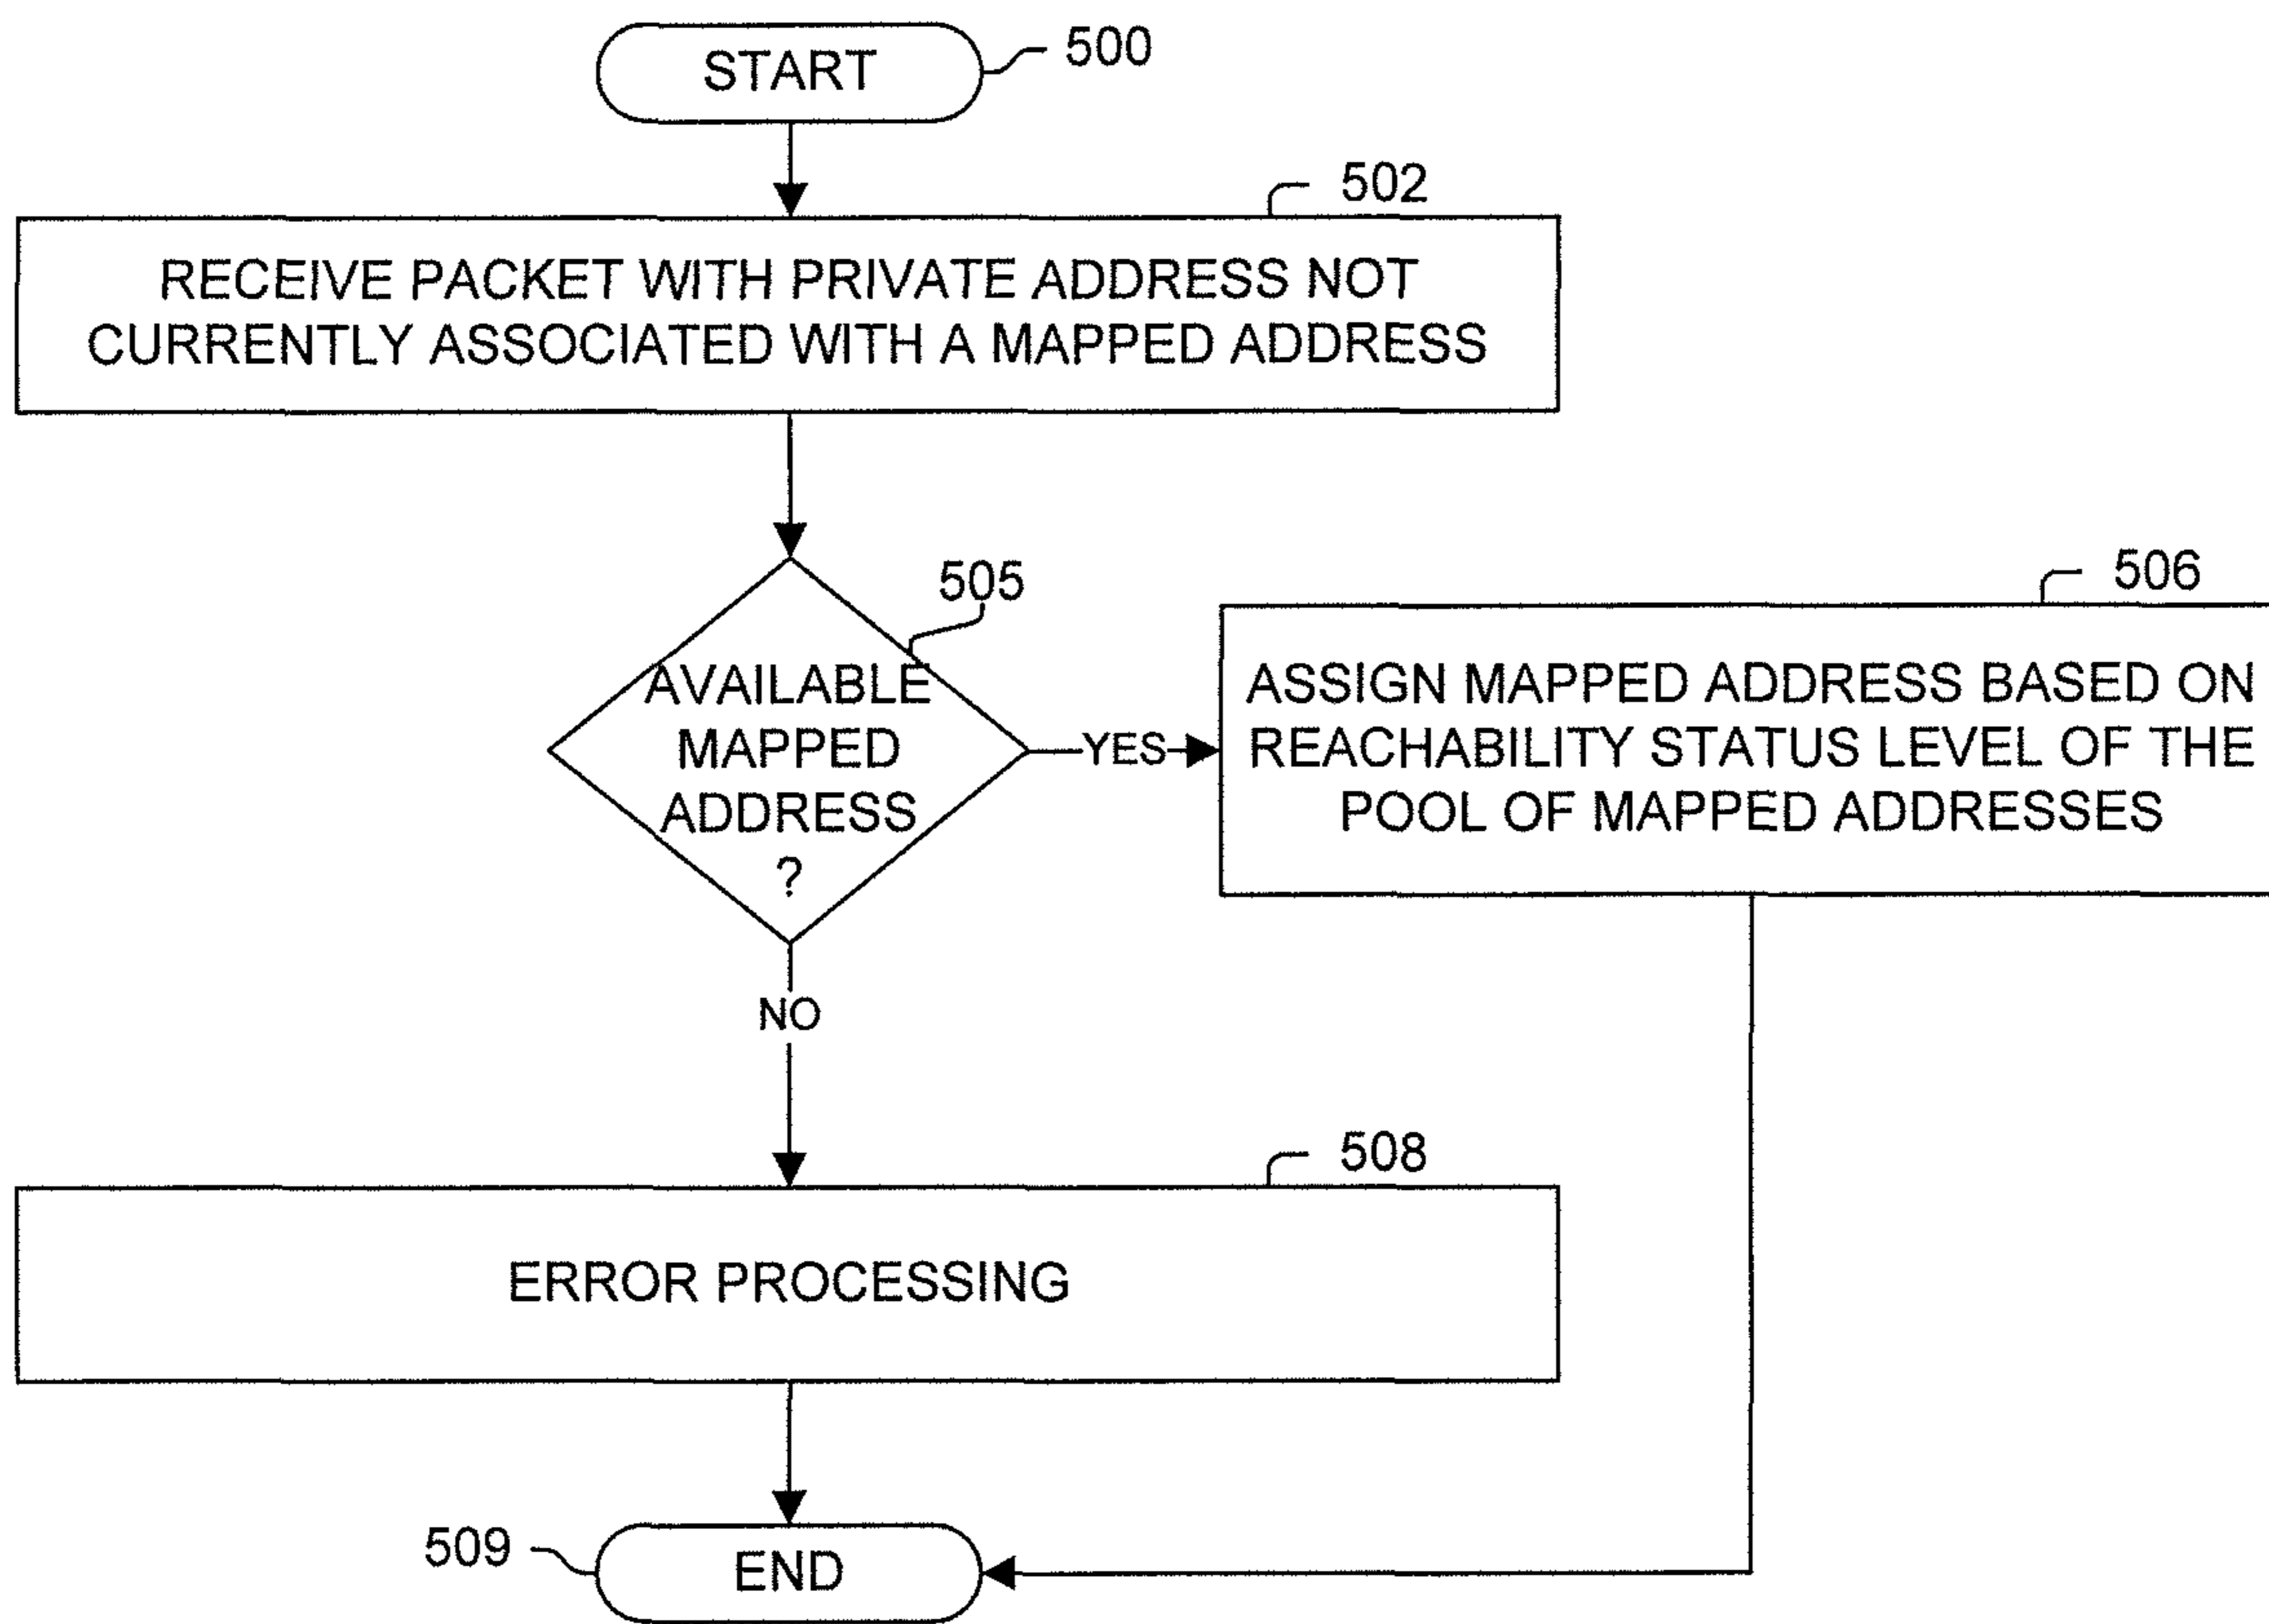 START
500
502
RECEIVE PACKET WITH PRIVATE ADDRESS NOT
CURRENTLY ASSOCIATED WITH A MAPPED ADDRESS
505
AVAILABLE
MAPPED
ADDRESS
?
YES
506
ASSIGN MAPPED ADDRESS BASED ON
REACHABILITY STATUS LEVEL OF THE
POOL OF MAPPED ADDRESSES
NO
508
ERROR PROCESSING
509
END